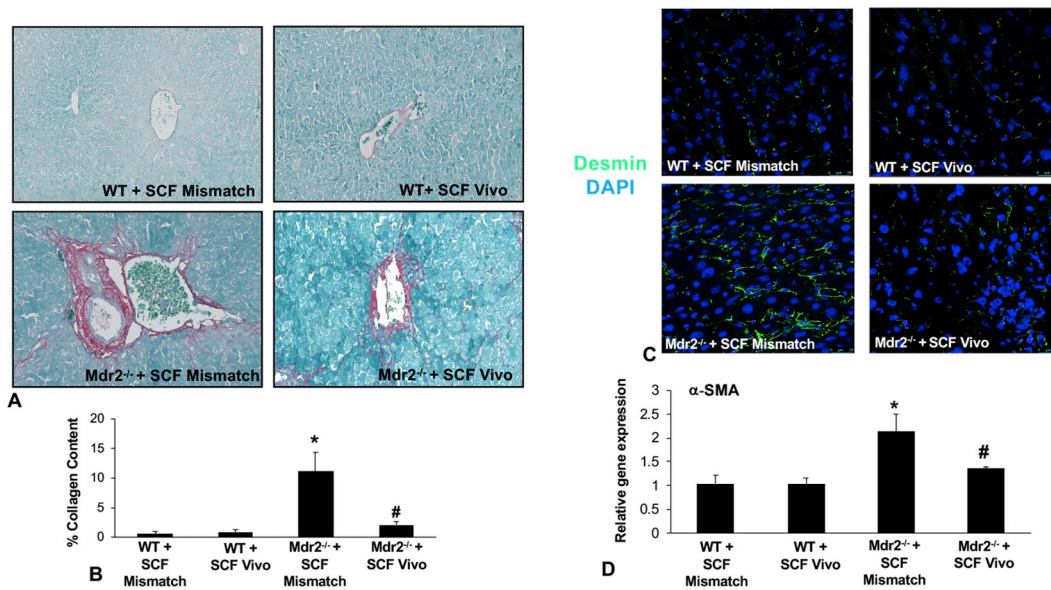 WT + SCF Mismatch
WT+ SCF Vivo
Mdr2-/- + SCF Mismatch
Mdr2-/- + SCF Vivo
A
% Collagen Content
20
15
10
5
0
*
#
WT +
SCF
Mismatch
WT +
SCF Vivo
Mdr2-/- +
SCF
Mismatch
Mdr2-/- +
SCF Vivo
B
Desmin
DAPI
WT + SCF Mismatch
WT + SCF Vivo
Mdr2-/- + SCF Mismatch
Mdr2-/- + SCF Vivo
C
α-SMA
Relative gene expression
3
2.5
2
1.5
1
0.5
0
*
#
WT +
SCF
Mismatch
WT +
SCF Vivo
Mdr2-/- +
SCF
Mismatch
Mdr2-/- +
SCF Vivo
D